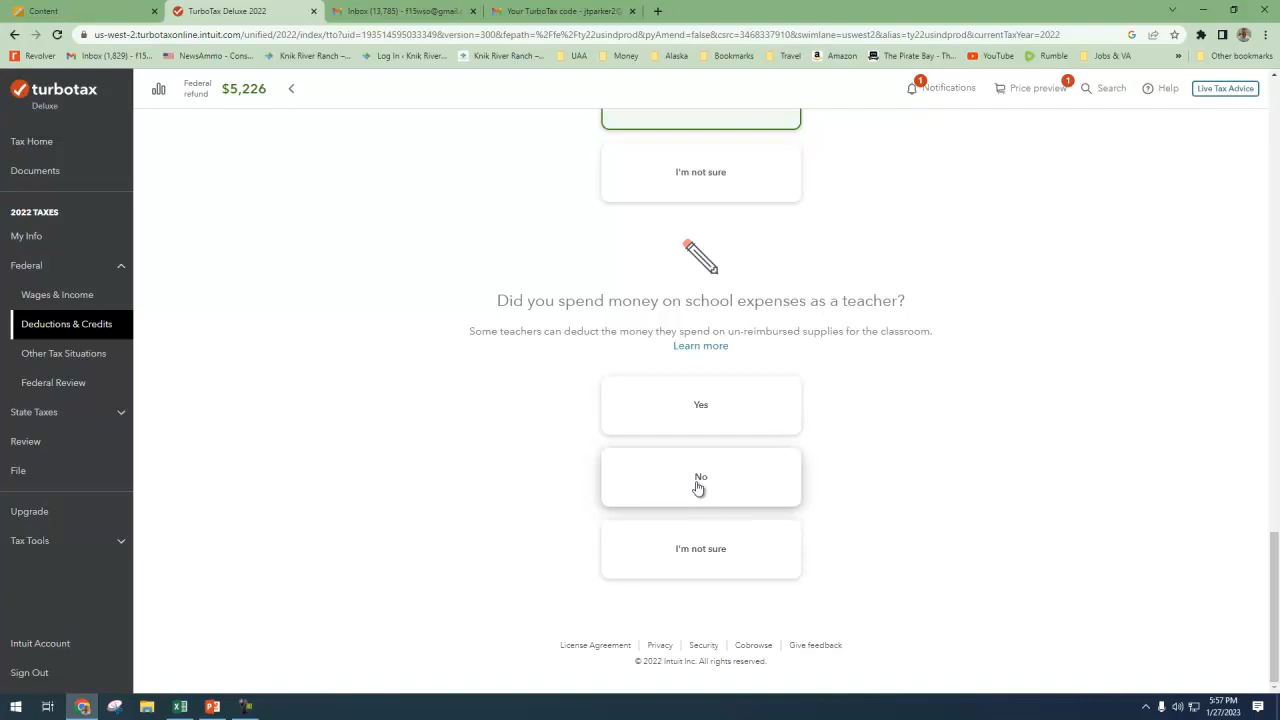 Content
TurboTax Deluxe 2022
Inbox (13,785) - f15wso@gmail.c
Your TurboTax code - jtparker2@
us-west-2.turbotaxonline.intuit.com/unified/2022/index/tto?uid=193514595033349&version=300&fepath=%2Ffe%2Fty22usindprod&pyAmend=false&csrc=3468337910&swimlane=uswest2&alias=ty22usindprod&currentTaxYear=2022
Revolver
Inbox (1,829) - f15...
NewsAmmo - Cons...
Knik River Ranch –...
Log In ‹ Knik River...
Knik River Ranch –...
UAA
Money
Alaska
Bookmarks
Travel
Amazon
The Pirate Bay - Th...
YouTube
Rumble
Jobs & VA
»
Other bookmarks
turbotax
Deluxe
Federal
refund
$5,226
1
Notifications
1
Price preview
Search
Help
Live Tax Advice
Tax Home
Documents
2022 TAXES
My Info
Federal
Wages & Income
Deductions & Credits
Other Tax Situations
Federal Review
State Taxes
Review
File
Upgrade
Tax Tools
Intuit Account
Sign Out
I'm not sure
Did you spend money on school expenses as a teacher?
Some teachers can deduct the money they spend on un-reimbursed supplies for the classroom.
Learn more
Yes
No
I'm not sure
License Agreement | Privacy | Security | Cobrowse | Give feedback
© 2022 Intuit Inc. All rights reserved.
5:57 PM
1/27/2023